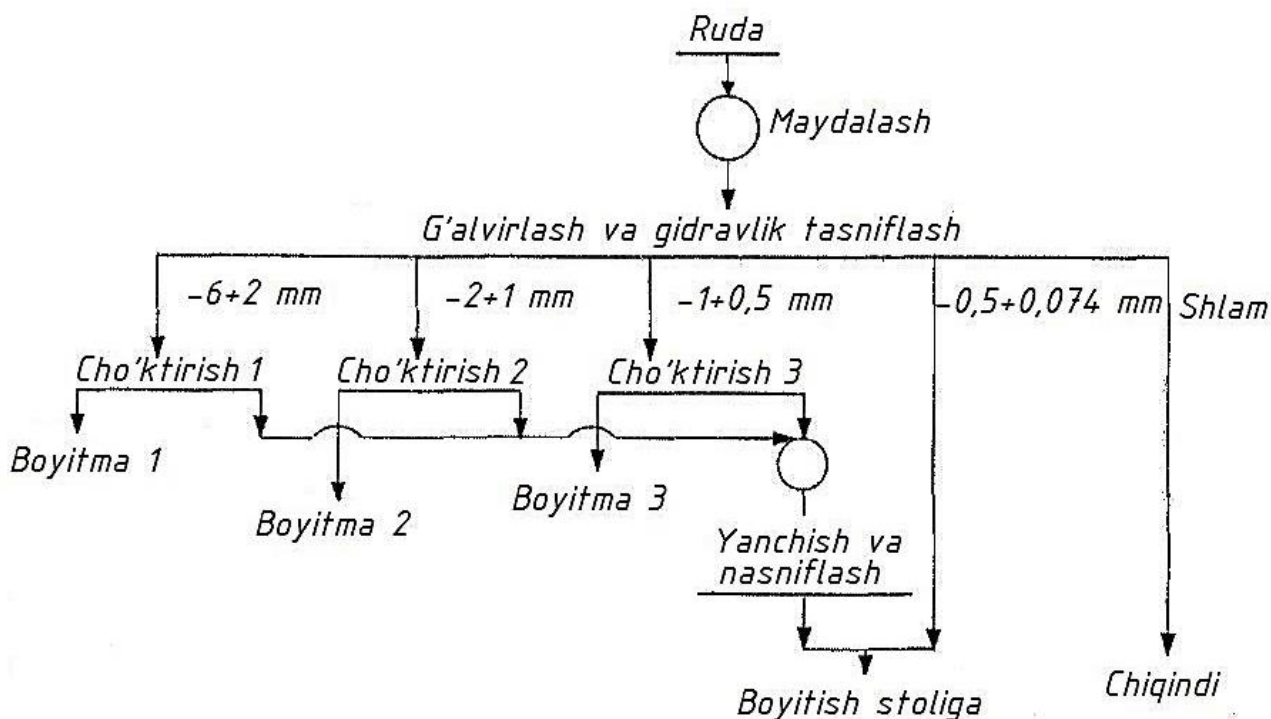 Ruda
Maydalash
G'alvirlash va gidravlik tasniflash
-6+2 mm
-2+1 mm
-1+0,5 mm
-0,5+0,074 mm
Shlam
Cho'ktirish 1
Cho'ktirish 2
Cho'ktirish 3
Boyitma 1
Boyitma 2
Boyitma 3
Yanchish va
nasniflash
Boyitish stoliga
Chiqindi